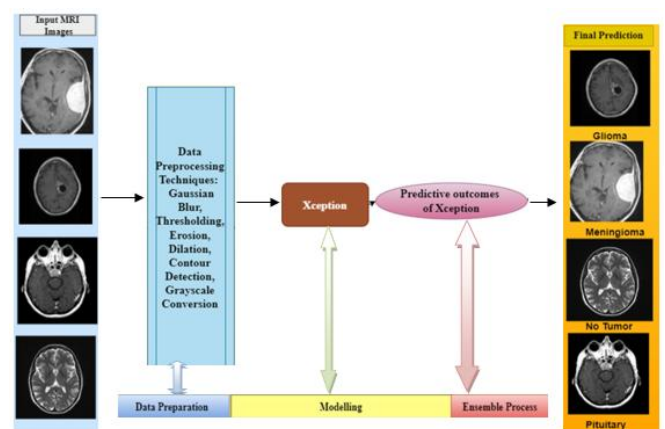 Input MRI
Images
Data
Preprocessing
Techniques:
Gaussian
Blur,
Thresholding,
Erosion,
Dilation,
Contour
Detection,
Grayscale
Conversion
Xception
Predictive outcomes
of Xception
Final Prediction
Glioma
Meningioma
No Tumor
Pituitary
Data Preparation
Modelling
Ensemble Process